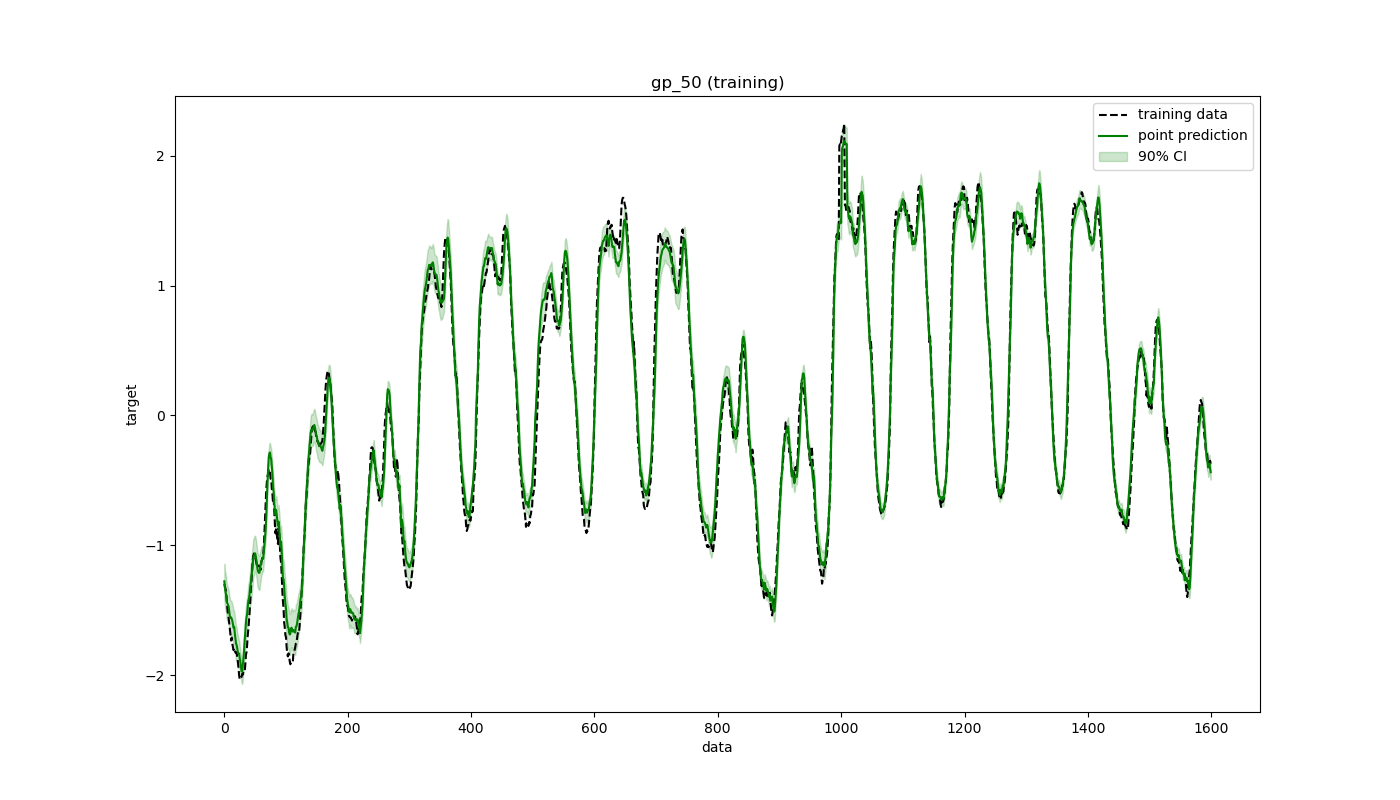 gp_50 (training)
training data
point prediction
90% CI
target
2
1
0
−1
−2
0 200 400 600 800 1000 1200 1400 1600
data